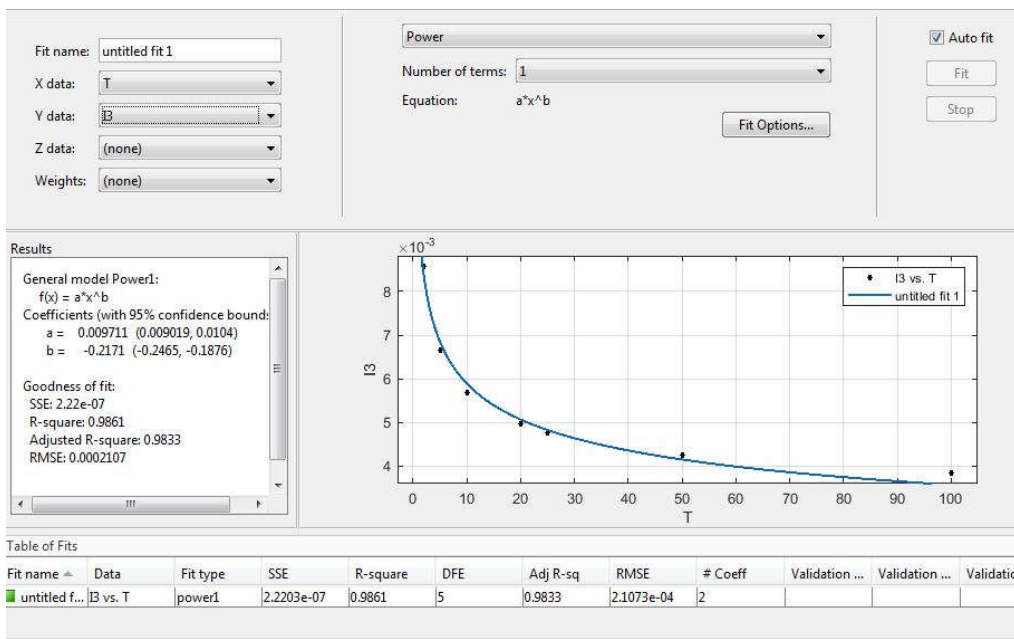 Fit name: untitled fit 1
X data: T
Y data: I3
Z data: (none)
Weights: (none)
Power
Number of terms: 1
Equation: a*x^b
Fit Options...
Auto fit
Fit
Stop
Results
General model Power1:
f(x) = a*x^b
Coefficients (with 95% confidence bounds
a = 0.009711 (0.009019, 0.0104)
b = -0.2171 (-0.2465, -0.1876)
Goodness of fit:
SSE: 2.22e-07
R-square: 0.9861
Adjusted R-square: 0.9833
RMSE: 0.0002107
×10-3
8
7
6
5
4
I3
0 10 20 30 40 50 60 70 80 90 100
T
I3 vs. T
untitled fit 1
Table of Fits
Fit name Data Fit type SSE R-square DFE Adj R-sq RMSE # Coeff Validation ... Validation ... Validatio
untitled f... I3 vs. T power1 2.2203e-07 0.9861 5 0.9833 2.1073e-04 2